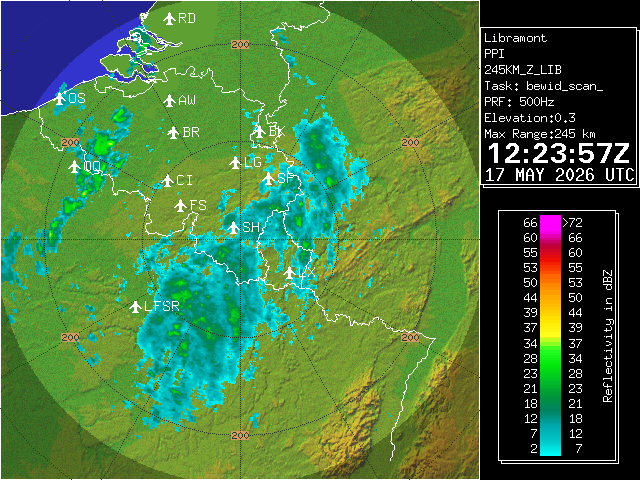 Libramont
PPI
245KM_Z_LIB
Task: bewid_scan_
PRF: 500Hz
Elevation:0.3
Max Range:245 km
12:23:57Z
17 MAY 2026 UTC
RD
200
OS
AW
BR
BK
200
200
QQ
LG
CI
SP
FS
SH
LX
LFSR
200
200
200
66 >72
60 66
55 60
53 55
50 53
44 50
39 44
37 39
34 37
28 34
23 28
21 23
18 21
12 18
7 12
2 7
Reflectivity in dBZ